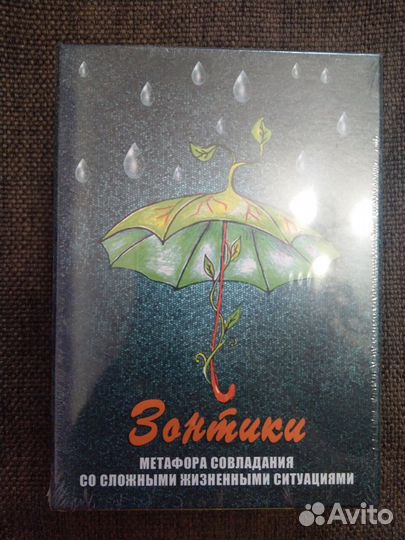 Зонтики
МЕТАФОРА СОВЛАДАНИЯ
СО СЛОЖНЫМИ ЖИЗНЕННЫМИ СИТУАЦИЯМИ
Avito